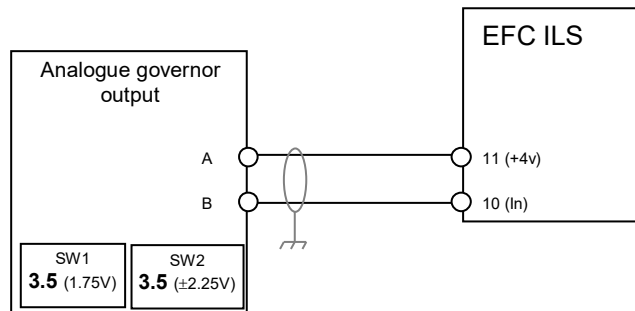 EFC ILS
Analogue governor
output
A
11 (+4v)
B
10 (In)
SW1
3.5 (1.75V)
SW2
3.5 (±2.25V)